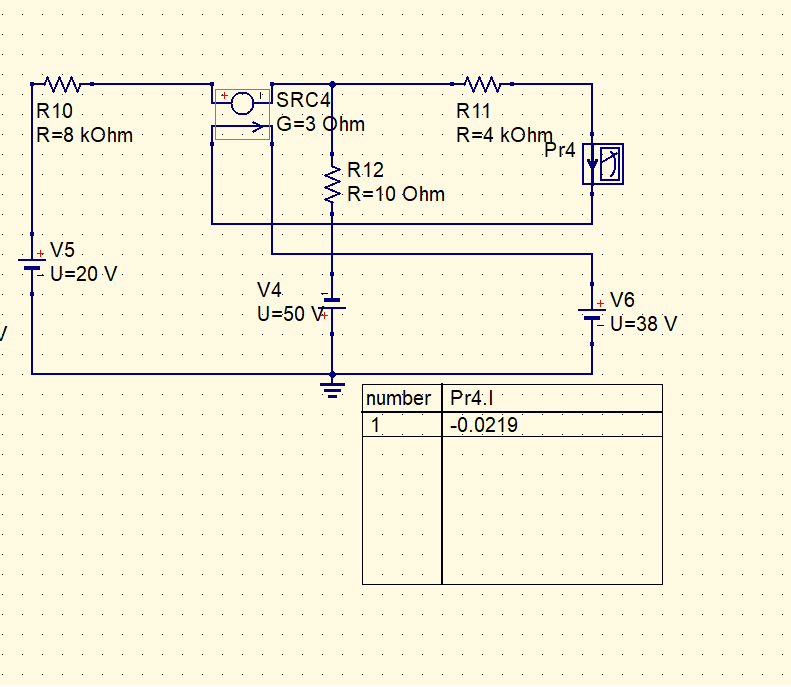 SRC4
G=3 Ohm
R10
R=8 kOhm
R11
R=4 kOhm
Pr4
R12
R=10 Ohm
V5
U=20 V
V4
U=50 V
V6
U=38 V
V
number Pr4.I
1 -0.0219